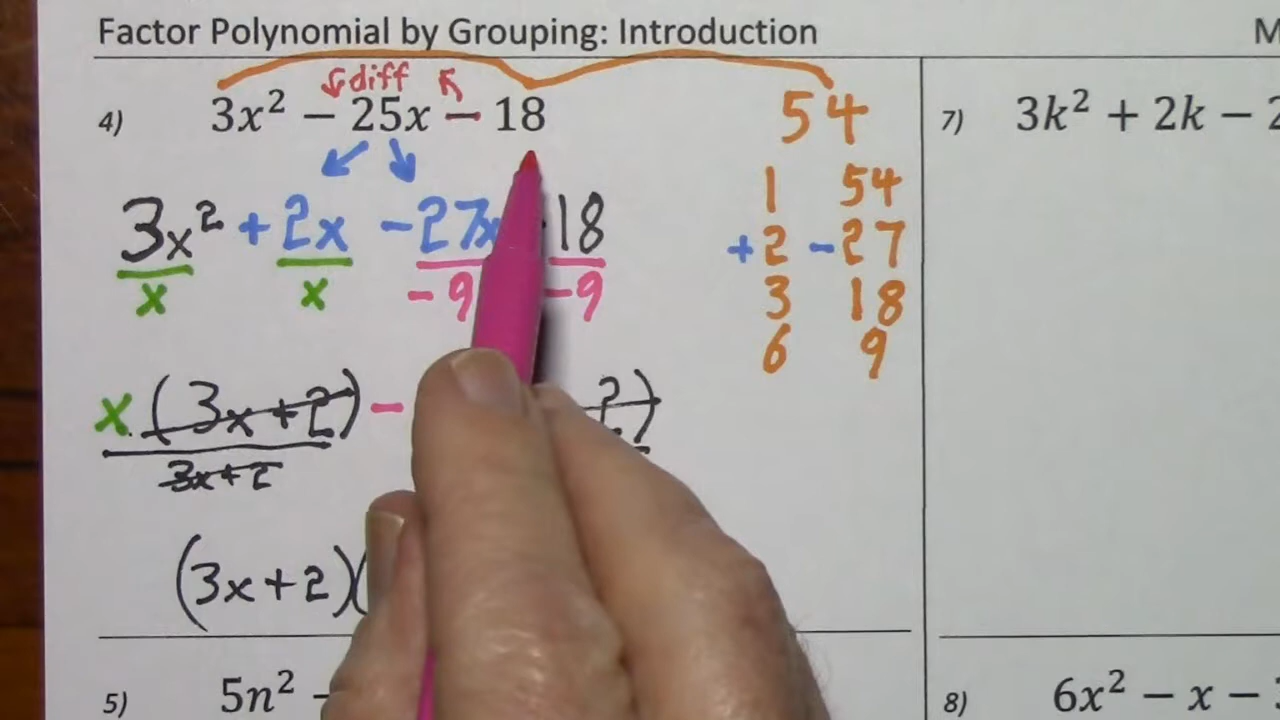 Factor Polynomial by Grouping: Introduction M
diff
4) 3x² − 25x − 18
54
1 54
+2 −27
3 18
6 9
3x² + 2x − 27x 18
x x −9 −9
x (3x + 2) − 2)
3x + 2
(3x + 2)(
5) 5n² −
7) 3k² + 2k − 2
8) 6x² − x −